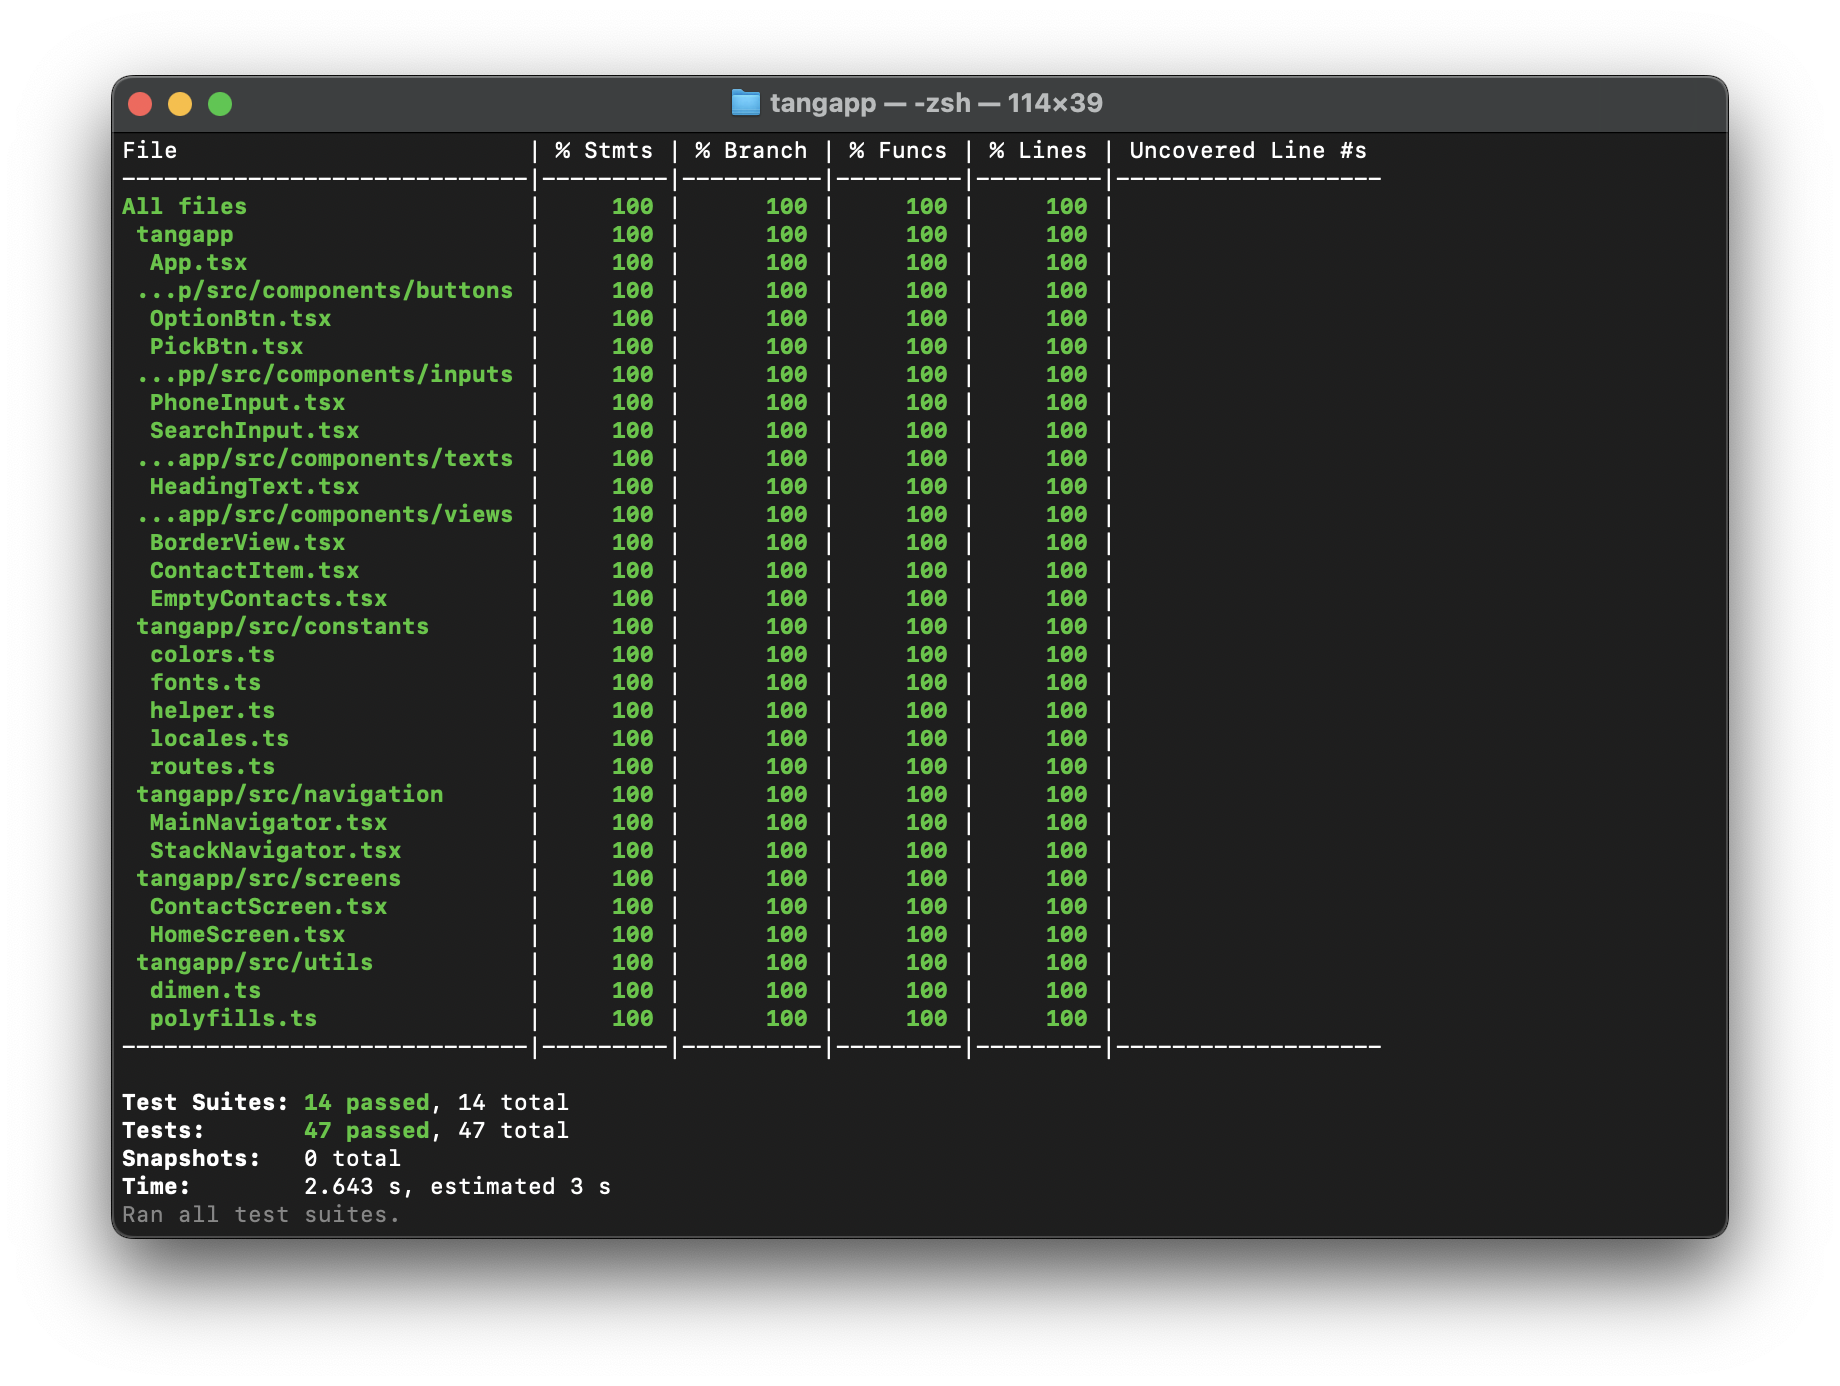 tangapp — -zsh — 114×39
File                         | % Stmts | % Branch | % Funcs | % Lines | Uncovered Line #s
-----------------------------|---------|----------|---------|---------|-------------------
All files                    |     100 |      100 |     100 |     100 |
 tangapp                     |     100 |      100 |     100 |     100 |
  App.tsx                    |     100 |      100 |     100 |     100 |
 ...p/src/components/buttons |     100 |      100 |     100 |     100 |
  OptionBtn.tsx              |     100 |      100 |     100 |     100 |
  PickBtn.tsx                |     100 |      100 |     100 |     100 |
 ...pp/src/components/inputs |     100 |      100 |     100 |     100 |
  PhoneInput.tsx             |     100 |      100 |     100 |     100 |
  SearchInput.tsx            |     100 |      100 |     100 |     100 |
 ...app/src/components/texts |     100 |      100 |     100 |     100 |
  HeadingText.tsx            |     100 |      100 |     100 |     100 |
 ...app/src/components/views |     100 |      100 |     100 |     100 |
  BorderView.tsx             |     100 |      100 |     100 |     100 |
  ContactItem.tsx            |     100 |      100 |     100 |     100 |
  EmptyContacts.tsx          |     100 |      100 |     100 |     100 |
 tangapp/src/constants       |     100 |      100 |     100 |     100 |
  colors.ts                  |     100 |      100 |     100 |     100 |
  fonts.ts                   |     100 |      100 |     100 |     100 |
  helper.ts                  |     100 |      100 |     100 |     100 |
  locales.ts                 |     100 |      100 |     100 |     100 |
  routes.ts                  |     100 |      100 |     100 |     100 |
 tangapp/src/navigation      |     100 |      100 |     100 |     100 |
  MainNavigator.tsx          |     100 |      100 |     100 |     100 |
  StackNavigator.tsx         |     100 |      100 |     100 |     100 |
 tangapp/src/screens         |     100 |      100 |     100 |     100 |
  ContactScreen.tsx          |     100 |      100 |     100 |     100 |
  HomeScreen.tsx             |     100 |      100 |     100 |     100 |
 tangapp/src/utils           |     100 |      100 |     100 |     100 |
  dimen.ts                   |     100 |      100 |     100 |     100 |
  polyfills.ts               |     100 |      100 |     100 |     100 |
-----------------------------|---------|----------|---------|---------|-------------------
Test Suites: 14 passed, 14 total
Tests:       47 passed, 47 total
Snapshots:   0 total
Time:        2.643 s, estimated 3 s
Ran all test suites.